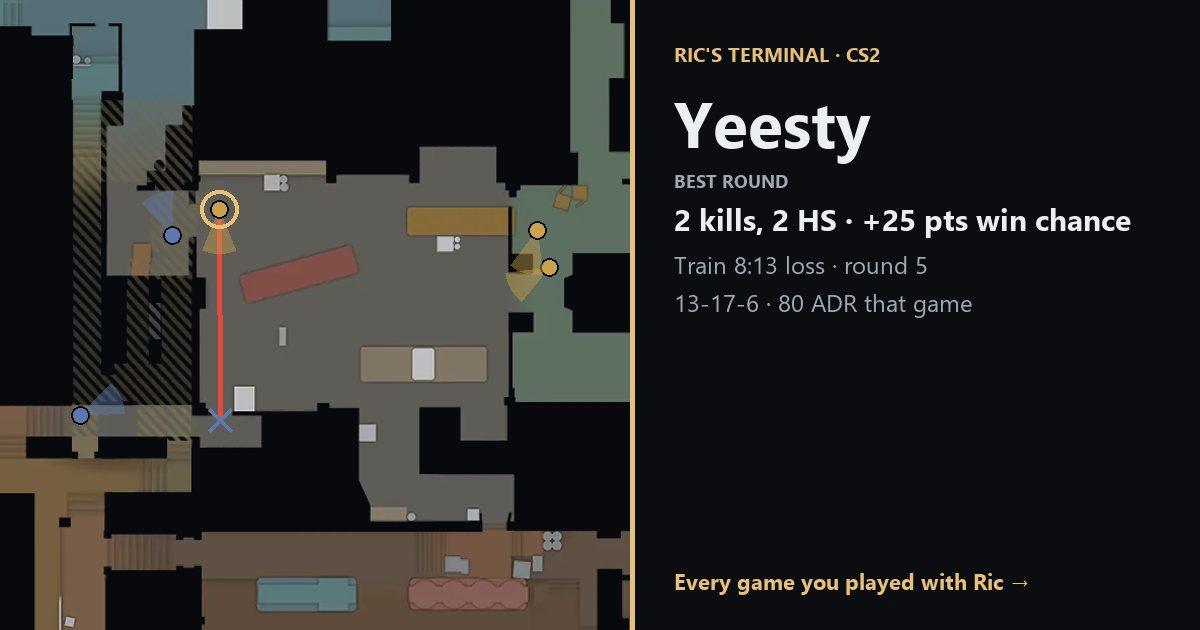 RIC'S TERMINAL · CS2
Yeesty
BEST ROUND
2 kills, 2 HS · +25 pts win chance
Train 8:13 loss · round 5
13-17-6 · 80 ADR that game
Every game you played with Ric →